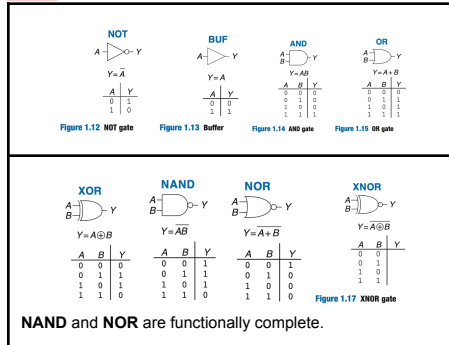 NOT
A Y
Y= A
A Y
0 1
1 0
Figure 1.12 NOT gate
BUF
A Y
Y=A
A Y
0 0
1 1
Figure 1.13 Buffer
AND
A
B Y
Y=AB
A B Y
0 0 0
0 1 0
1 0 0
1 1 1
Figure 1.14 AND gate
OR
A
B Y
Y=A+B
A B Y
0 0 0
0 1 1
1 0 1
1 1 1
Figure 1.15 OR gate
XOR
A
B Y
Y=A⊕B
A B Y
0 0 0
0 1 1
1 0 1
1 1 0
NAND
A
B Y
Y= AB
A B Y
0 0 1
0 1 1
1 0 1
1 1 0
NOR
A
B Y
Y= A+B
A B Y
0 0 1
0 1 0
1 0 0
1 1 0
XNOR
A
B Y
Y= A⊕B
A B Y
0 0
0 1
1 0
1 1
Figure 1.17 XNOR gate
NAND and NOR are functionally complete.